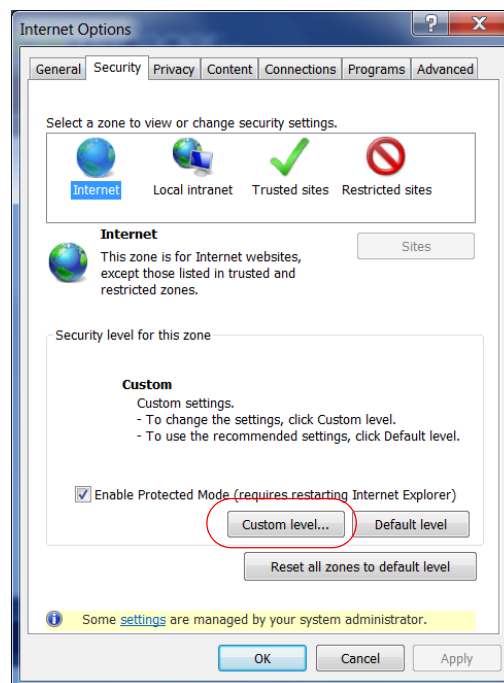 Internet Options
General Security Privacy Content Connections Programs Advanced
Select a zone to view or change security settings.
Internet Local intranet Trusted sites Restricted sites
Internet
Sites
This zone is for Internet websites,
except those listed in trusted and
restricted zones.
Security level for this zone
Custom
Custom settings.
- To change the settings, click Custom level.
- To use the recommended settings, click Default level.
Enable Protected Mode (requires restarting Internet Explorer)
Custom level... Default level
Reset all zones to default level
Some settings are managed by your system administrator.
OK Cancel Apply